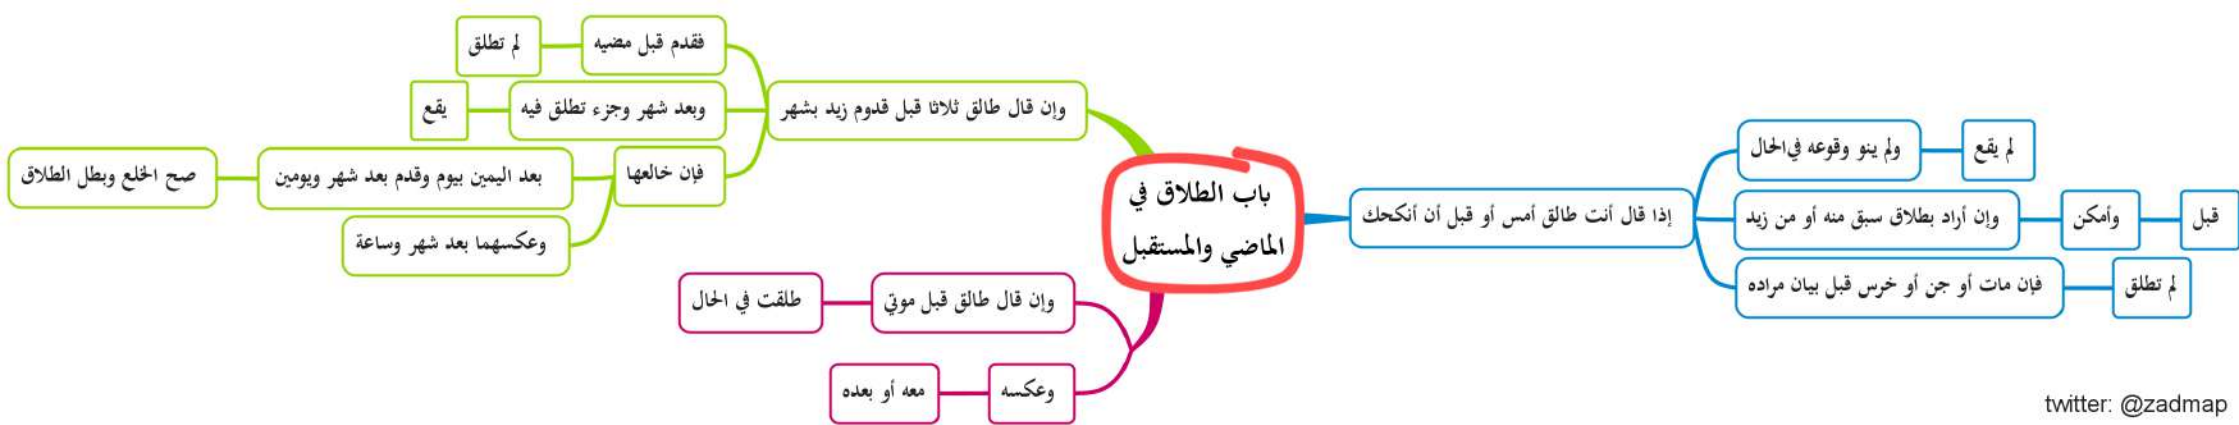 باب الطلاق في
الماضي والمستقبل
إذا قال أنت طالق أمس أو قبل أن أنكحك
ولم ينو وقوعه في الحال
لم يقع
وإن أراد بطلاق سبق منه أو من زيد
وأمكن
قبل
فإن مات أو جن أو خرس قبل بيان مراده
لم تطلق
وإن قال طالق ثلاثا قبل قدوم زيد بشهر
فقدم قبل مضيه
لم تطلق
وبعد شهر وجزء تطلق فيه
يقع
فإن خالعها
بعد اليمين بيوم وقدم بعد شهر ويومين
صح الخلع وبطل الطلاق
وعكسهما بعد شهر وساعة
وإن قال طالق قبل موتي
طلقت في الحال
وعكسه
معه أو بعده
twitter: @zadmap